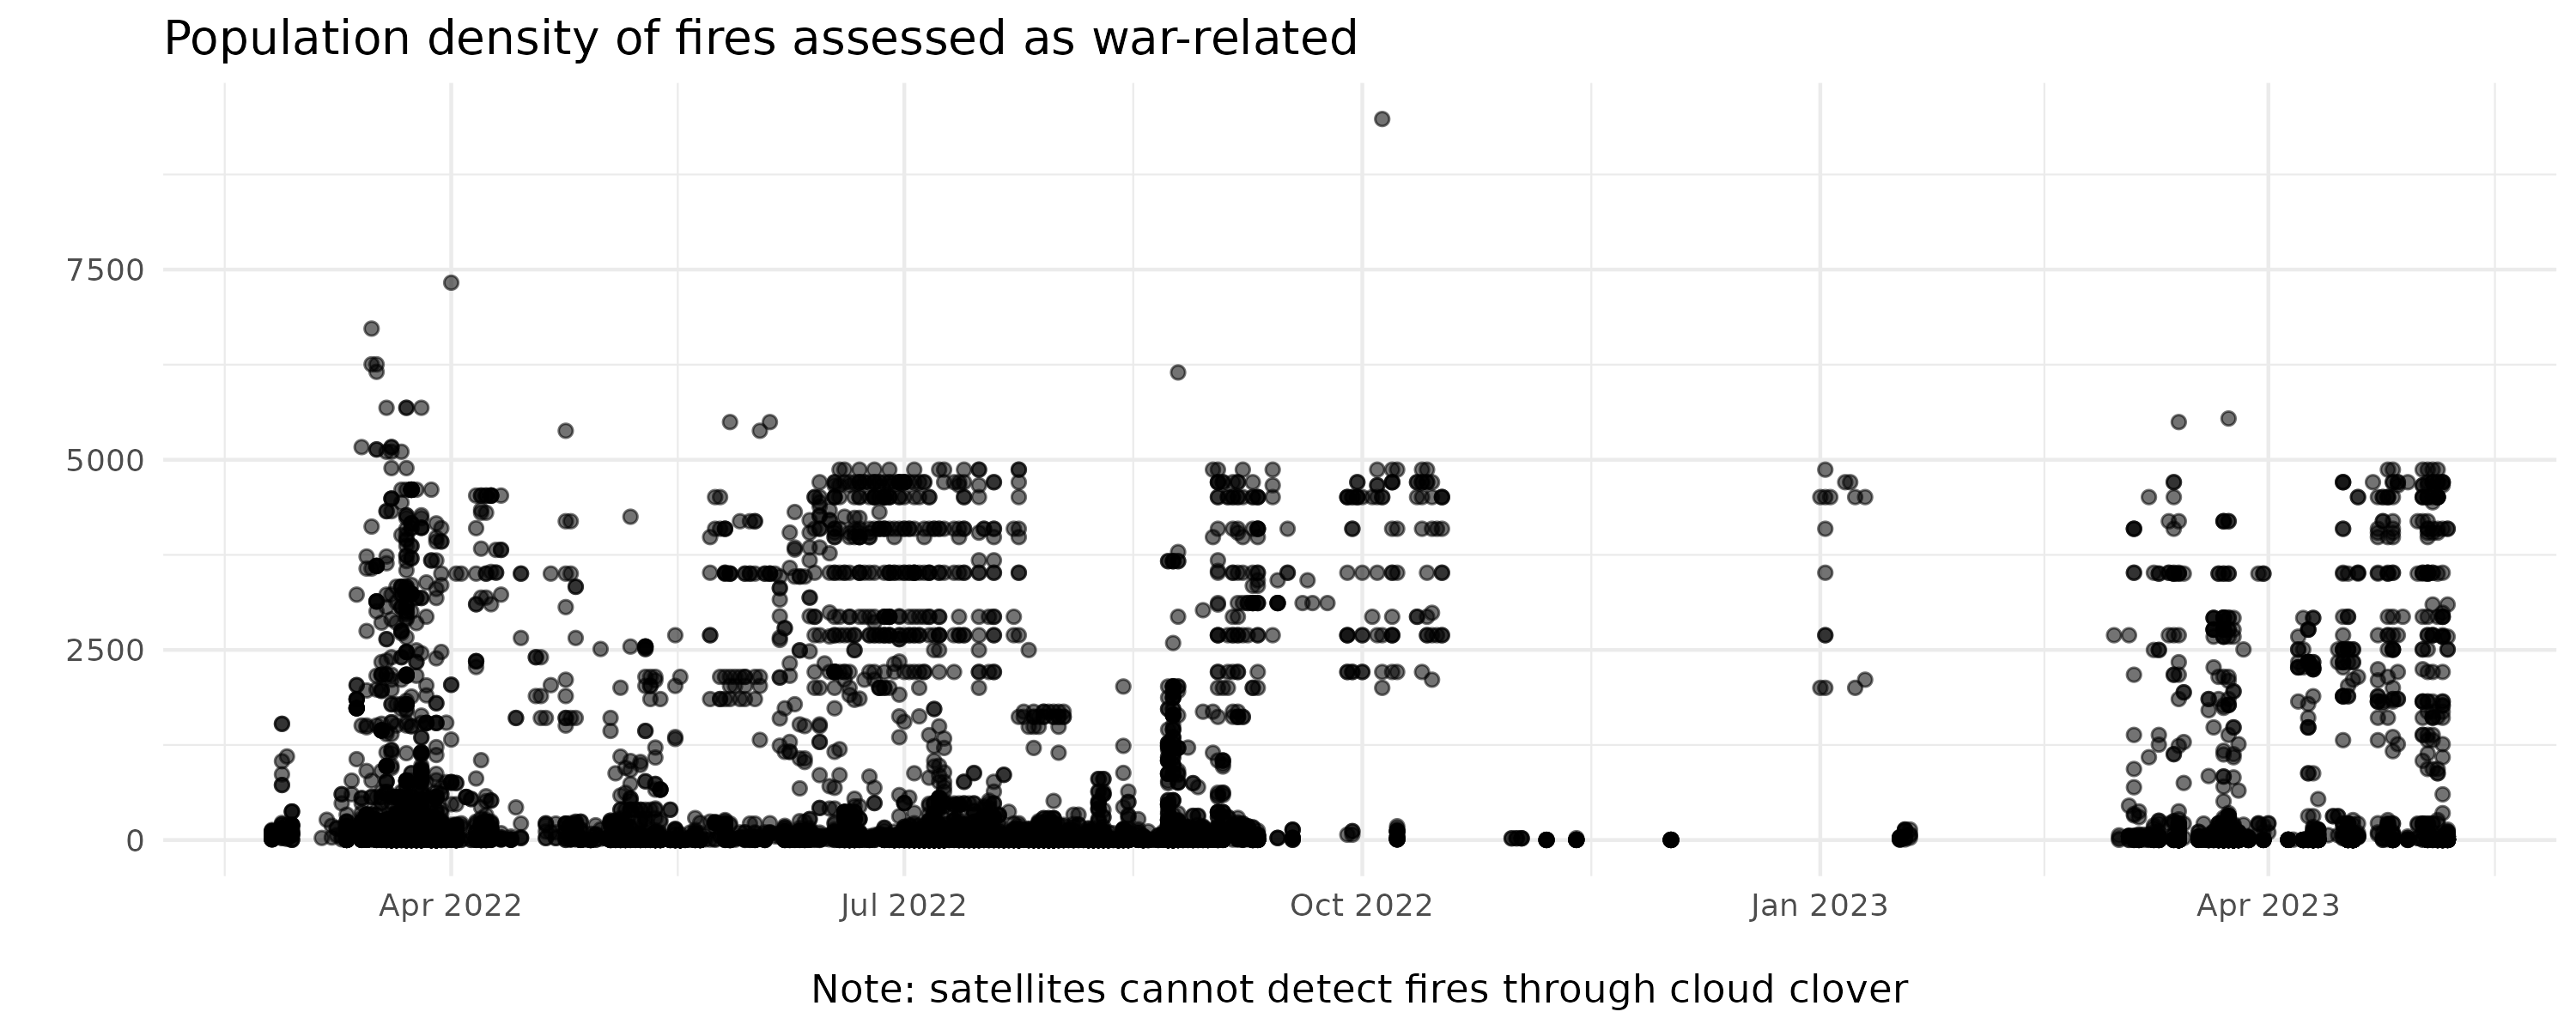 Population density of fires assessed as war-related
7500
5000
2500
0
Apr 2022
Jul 2022
Oct 2022
Jan 2023
Apr 2023
Note: satellites cannot detect fires through cloud clover